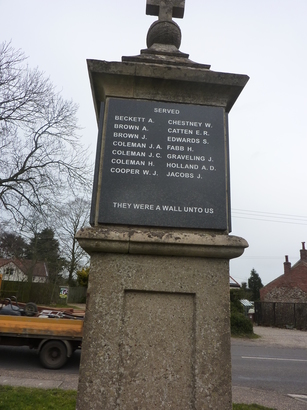 SERVED
BECKETT A. CHESTNEY W.
BROWN A. CATTEN E. R.
BROWN J. EDWARDS S.
COLEMAN J. A. FABB H.
COLEMAN J. C. GRAVELING J.
COLEMAN H. HOLLAND A. D.
COOPER W. J. JACOBS J.
THEY WERE A WALL UNTO US